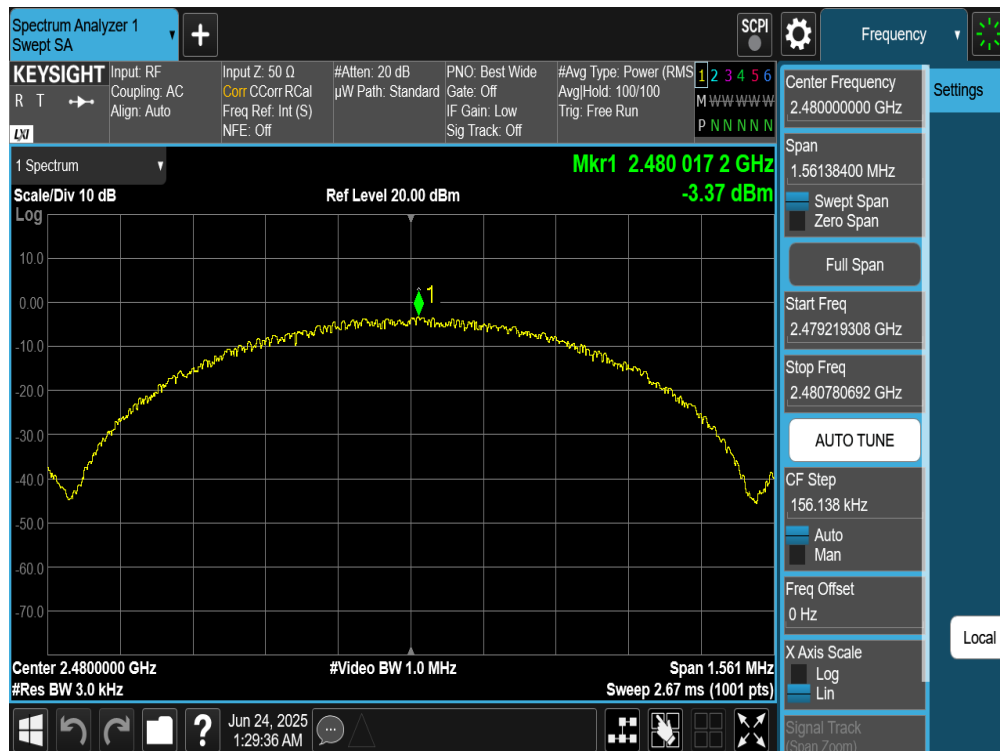 Spectrum Analyzer 1
Swept SA
+
SCPI
Frequency
KEYSIGHT
R T
LXI
Input: RF
Coupling: AC
Align: Auto
Input Z: 50 Ω
Corr CCorr RCal
Freq Ref: Int (S)
NFE: Off
#Atten: 20 dB
µW Path: Standard
PNO: Best Wide
Gate: Off
IF Gain: Low
Sig Track: Off
#Avg Type: Power (RMS
Avg|Hold: 100/100
Trig: Free Run
1 2 3 4 5 6
M W W W W W
P N N N N N
1 Spectrum
Scale/Div 10 dB
Log
Ref Level 20.00 dBm
Mkr1 2.480 017 2 GHz
-3.37 dBm
1
10.0
0.00
-10.0
-20.0
-30.0
-40.0
-50.0
-60.0
-70.0
Center 2.4800000 GHz
#Video BW 1.0 MHz
Span 1.561 MHz
#Res BW 3.0 kHz
Sweep 2.67 ms (1001 pts)
Center Frequency
2.480000000 GHz
Span
1.56138400 MHz
Swept Span
Zero Span
Full Span
Start Freq
2.479219308 GHz
Stop Freq
2.480780692 GHz
AUTO TUNE
CF Step
156.138 kHz
Auto
Man
Freq Offset
0 Hz
X Axis Scale
Log
Lin
Signal Track
(Span Zoom)
Settings
Local
?
Jun 24, 2025
1:29:36 AM